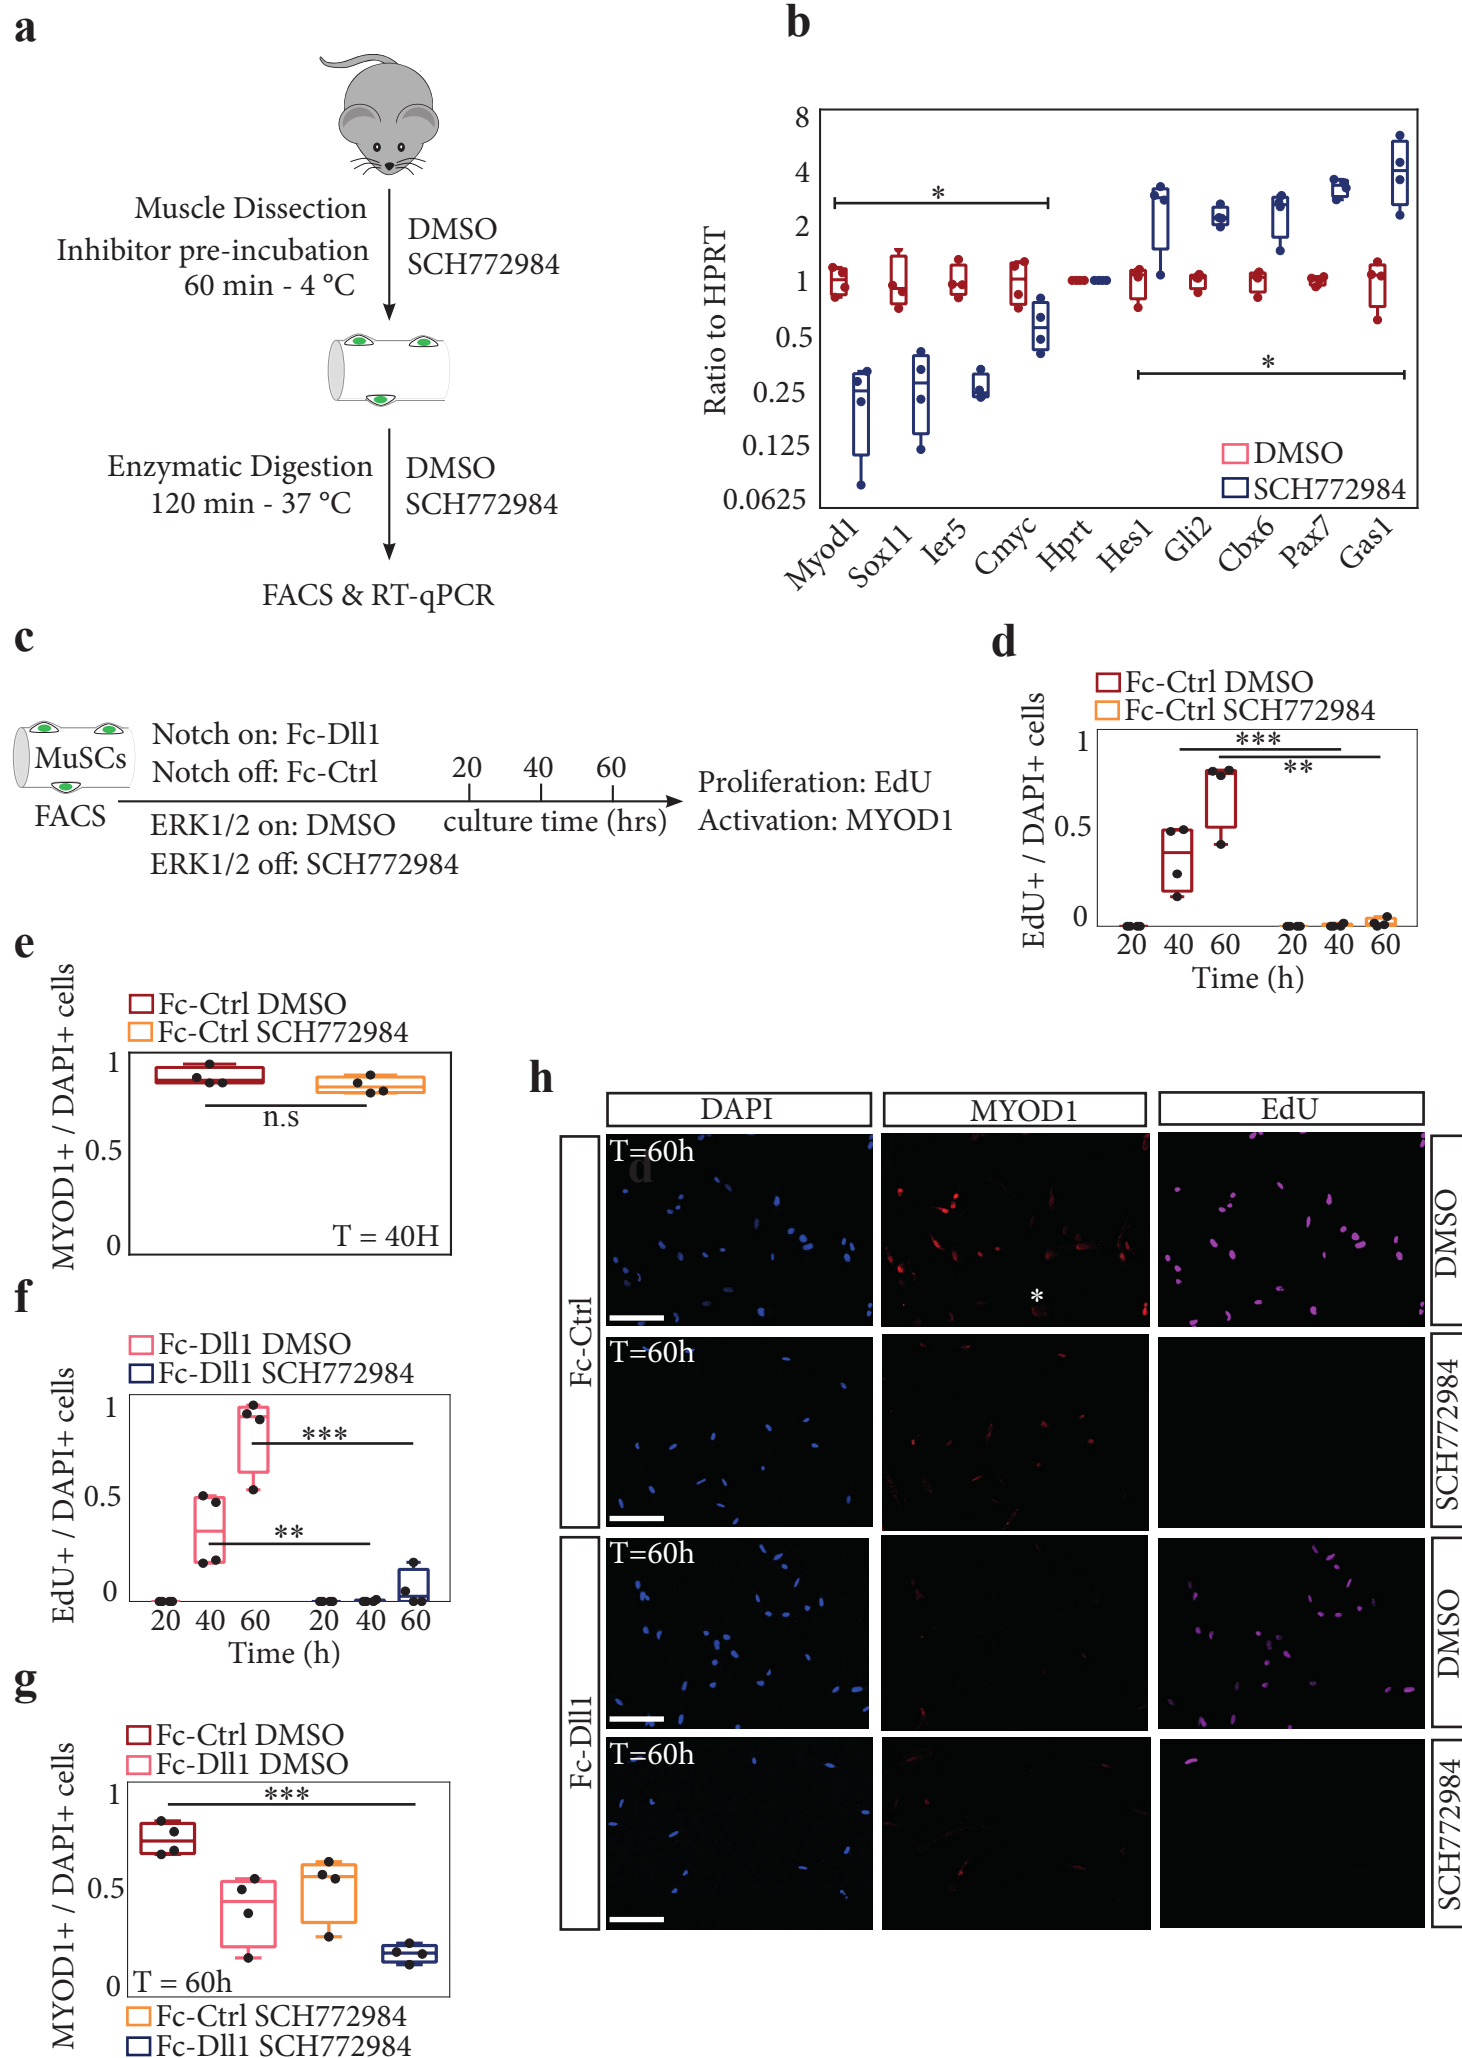 a
Muscle Dissection
Inhibitor pre-incubation
60 min - 4 °C
DMSO
SCH772984
Enzymatic Digestion
120 min - 37 °C
DMSO
SCH772984
FACS & RT-qPCR
b
Ratio to HPRT
8
4
2
1
0.5
0.25
0.125
0.0625
*
*
DMSO
SCH772984
Myod1
Sox11
Ier5
Cmyc
Hprt
Hes1
Gli2
Cbx6
Pax7
Gas1
c
MuSCs
FACS
Notch on: Fc-Dll1
Notch off: Fc-Ctrl
ERK1/2 on: DMSO
ERK1/2 off: SCH772984
20 40 60
culture time (hrs)
Proliferation: EdU
Activation: MYOD1
d
Fc-Ctrl DMSO
Fc-Ctrl SCH772984
EdU+ / DAPI+ cells
1
0.5
0
***
**
20 40 60 20 40 60
Time (h)
e
Fc-Ctrl DMSO
Fc-Ctrl SCH772984
MYOD1+ / DAPI+ cells
1
0.5
0
n.s
T = 40H
f
Fc-Dll1 DMSO
Fc-Dll1 SCH772984
EdU+ / DAPI+ cells
1
0.5
0
***
**
20 40 60 20 40 60
Time (h)
g
Fc-Ctrl DMSO
Fc-Dll1 DMSO
MYOD1+ / DAPI+ cells
1
0.5
0
***
T = 60h
Fc-Ctrl SCH772984
Fc-Dll1 SCH772984
h
DAPI MYOD1 EdU
Fc-Ctrl
T=60h
d
*
DMSO
T=60h
SCH772984
Fc-Dll1
T=60h
DMSO
T=60h
SCH772984